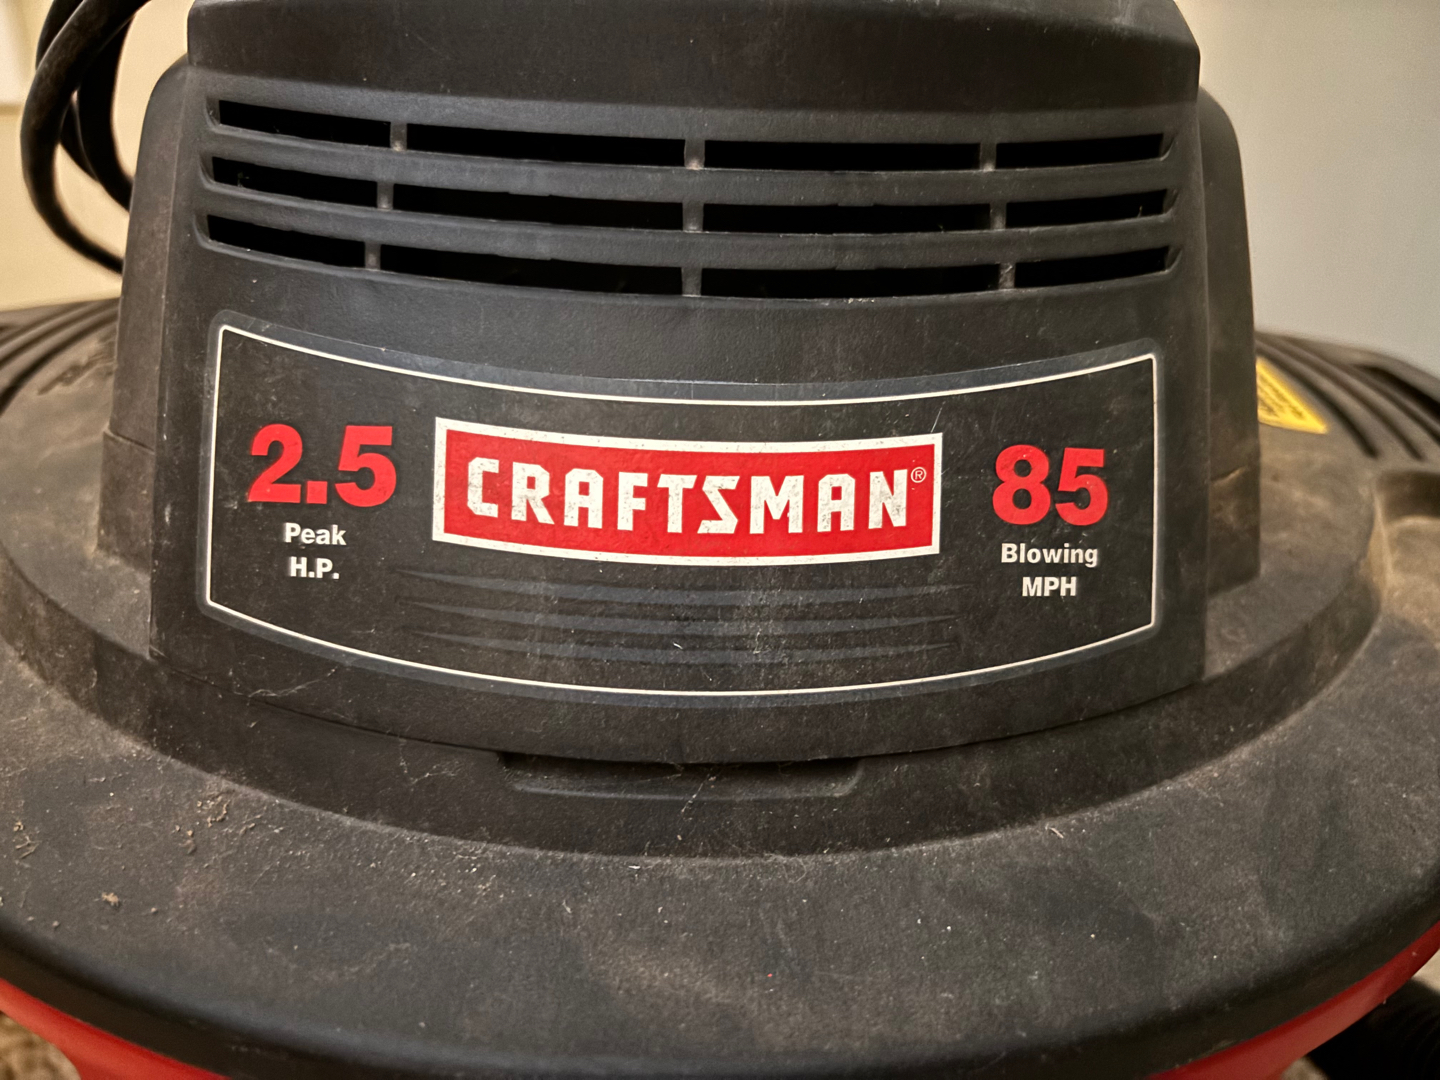 2.5
Peak
H.P.
CRAFTSMAN®
85
Blowing
MPH